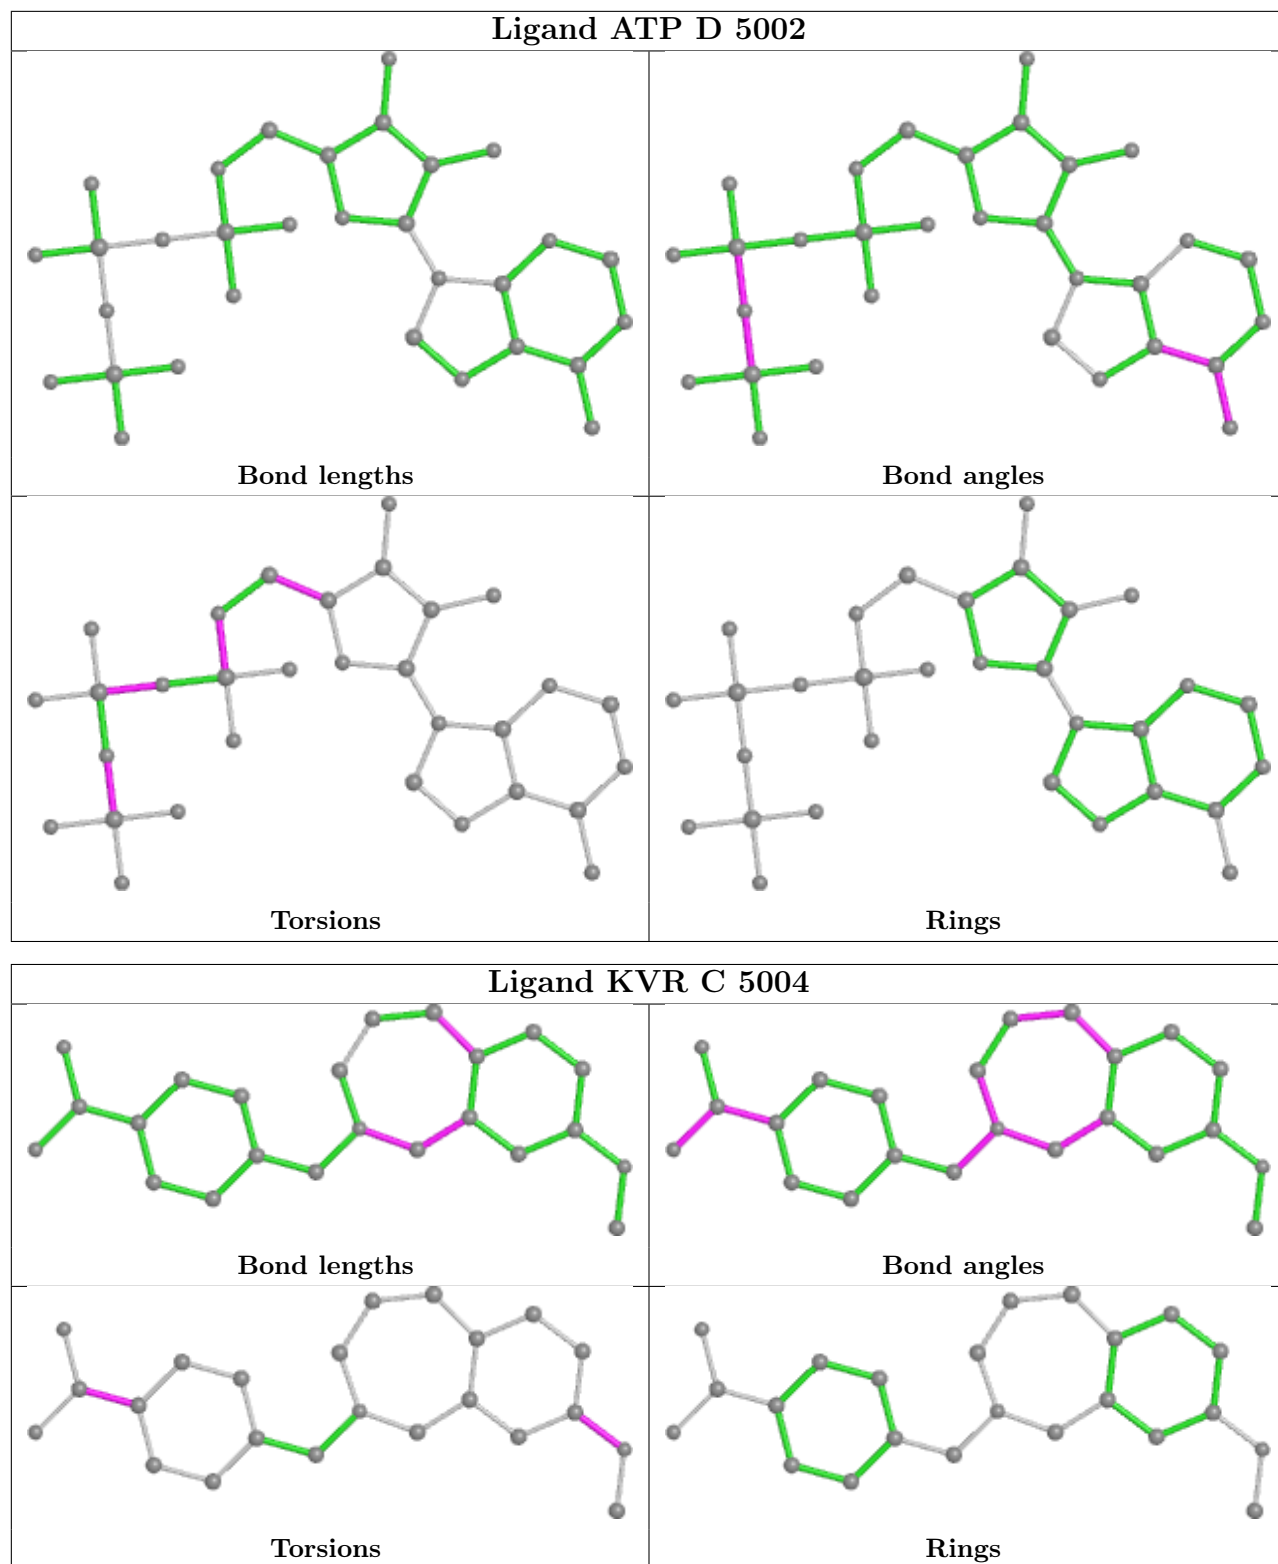 Ligand ATP D 5002
Bond lengths
Bond angles
Torsions
Rings
Ligand KVR C 5004
Bond lengths
Bond angles
Torsions
Rings